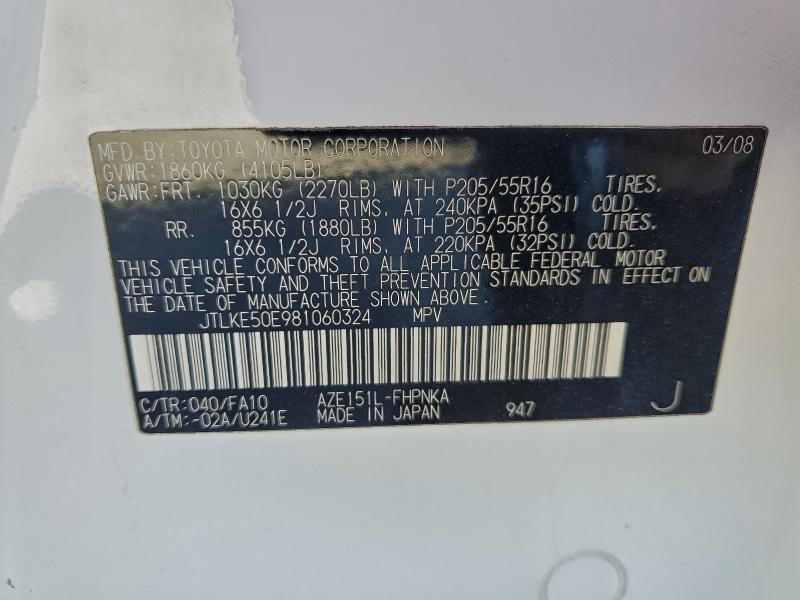 MFD.BY:TOYOTA MOTOR CORPORATION 03/08
GVWR:1860KG (4105LB)
GAWR:FRT. 1030KG (2270LB) WITH P205/55R16 TIRES.
16X6 1/2J RIMS, AT 240KPA (35PSI) COLD.
RR. 855KG (1880LB) WITH P205/55R16 TIRES.
16X6 1/2J RIMS, AT 220KPA (32PSI) COLD.
THIS VEHICLE CONFORMS TO ALL APPLICABLE FEDERAL MOTOR
VEHICLE SAFETY AND THEFT PREVENTION STANDARDS IN EFFECT ON
THE DATE OF MANUFACTURE SHOWN ABOVE.
JTLKE50E981060324 MPV
C/TR:040/FA10 AZE151L-FHPNKA
A/TM:-02A/U241E MADE IN JAPAN 947 J